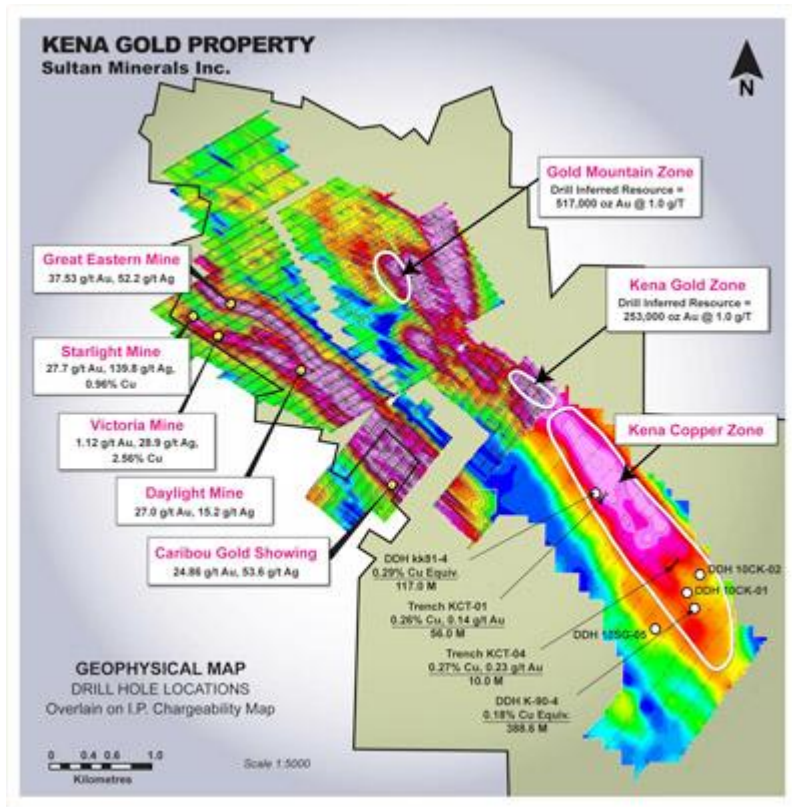 KENA GOLD PROPERTY
Sultan Minerals Inc.
N
Gold Mountain Zone
Drill Inferred Resource =
517,000 oz Au @ 1.0 g/T
Great Eastern Mine
37.53 g/t Au, 52.2 g/t Ag
Kena Gold Zone
Drill Inferred Resource =
253,000 oz Au @ 1.0 g/T
Starlight Mine
27.7 g/t Au, 139.8 g/t Ag,
0.96% Cu
Victoria Mine
1.12 g/t Au, 28.9 g/t Ag,
2.56% Cu
Kena Copper Zone
Daylight Mine
27.0 g/t Au, 15.2 g/t Ag
Caribou Gold Showing
24.86 g/t Au, 53.6 g/t Ag
DDH kk81-4
0.29% Cu Equiv.
117.0 M
DDH 10CK-02
DDH 10CK-01
Trench KCT-01
0.26% Cu, 0.14 g/t Au
56.0 M
DDH 10SG-05
Trench KCT-04
0.27% Cu, 0.23 g/t Au
10.0 M
DDH K-90-4
0.18% Cu Equiv.
388.6 M
GEOPHYSICAL MAP
DRILL HOLE LOCATIONS
Overlain on I.P. Chargeability Map
0 0.4 0.6 1.0
Kilometres
Scale 1:5000